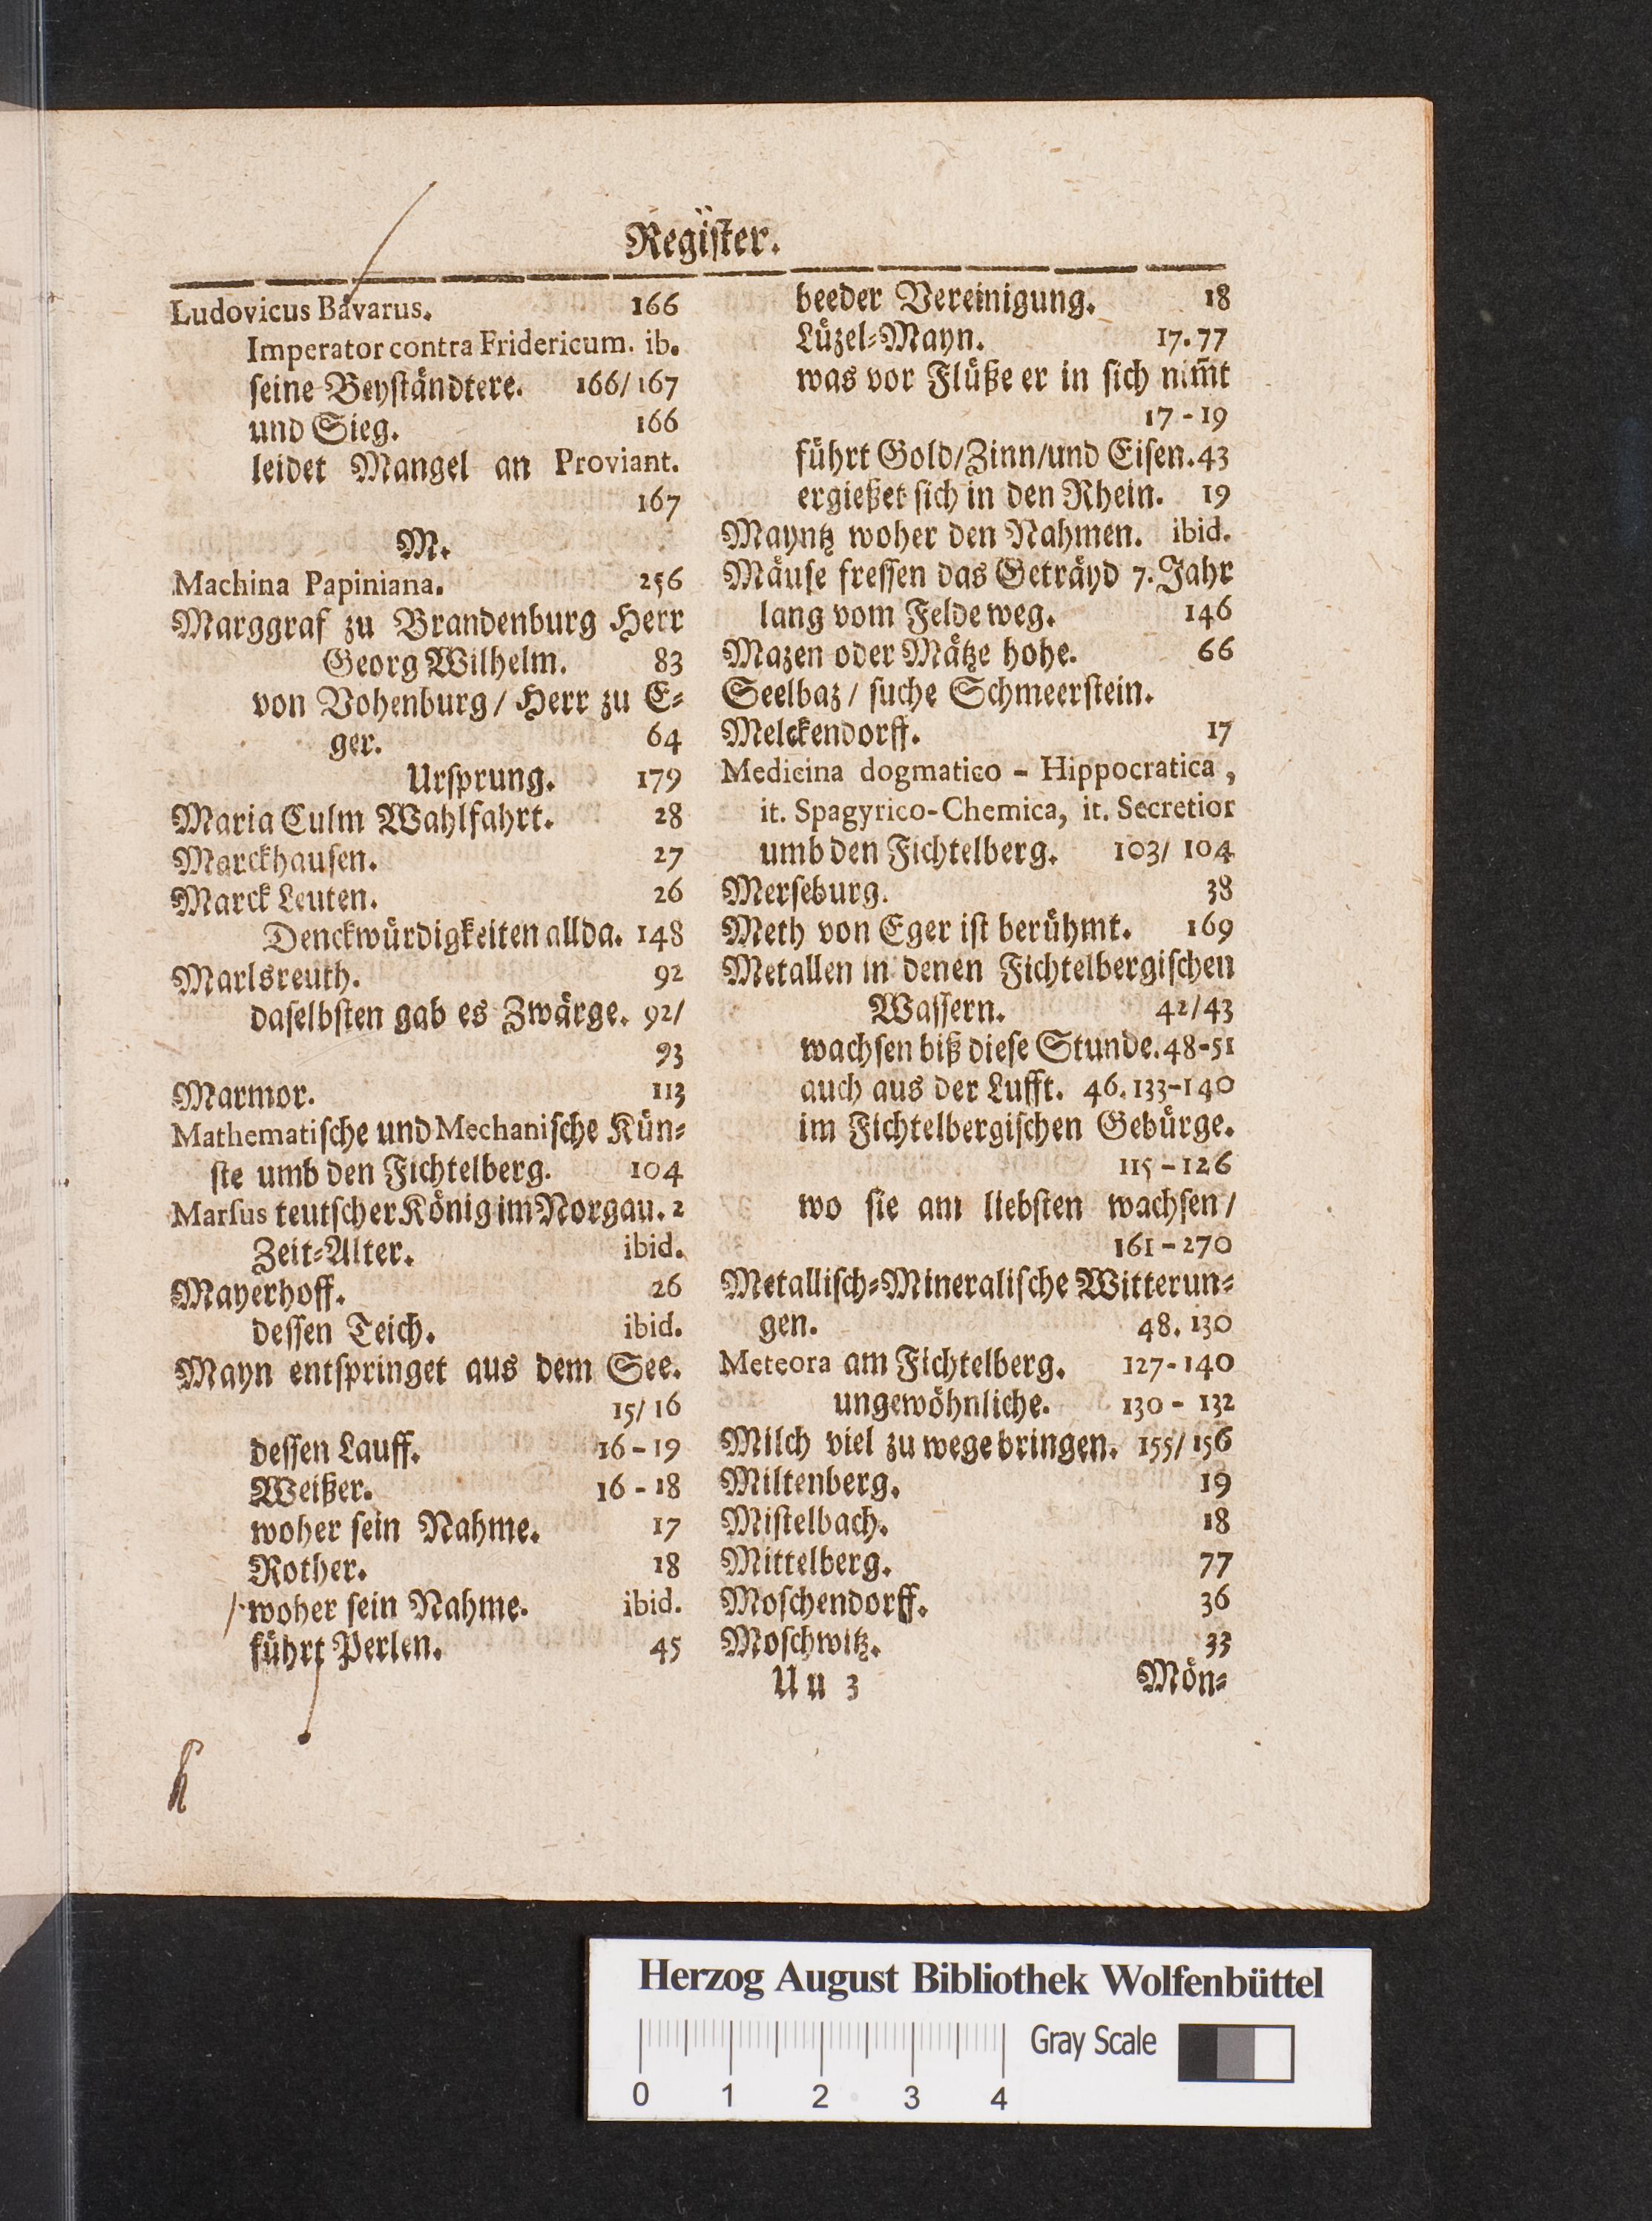 Register.
Ludovicus Bavarus. 166
Imperator contra Fridericum. ib.
seine Beyständtere. 166/167
und Sieg. 166
leidet Mangel an Proviant.
167
M.
Machina Papiniana. 256
Marggraf zu Brandenburg Herr
Georg Wilhelm. 83
von Vohenburg/ Herr zu E-
ger. 64
Ursprung. 179
Maria Culm Wahlfahrt. 28
Marckhausen. 27
Marck Leuten. 26
Denckwürdigkeiten allda. 148
Marlsreuth. 92
daselbsten gab es Zwärge. 92/
93
Marmor. 113
Mathematische und Mechanische Kün-
ste umb den Fichtelberg. 104
Marsus teutscher König im Norgau. 2
Zeit-Alter. ibid.
Mayerhoff. 26
dessen Teich. ibid.
Mayn entspringet aus dem See.
15/16
dessen Lauff. 16-19
Weißer. 16-18
woher sein Nahme. 17
Rother. 18
woher sein Nahme. ibid.
führt Perlen. 45
beeder Vereinigung. 18
Lüzel-Mayn. 17.77
was vor Flüße er in sich nim̄t
17-19
führt Gold/Zinn/und Eisen. 43
ergießet sich in den Rhein. 19
Mayntz woher den Nahmen. ibid.
Mäuse fressen das Geträyd 7. Jahr
lang vom Felde weg. 146
Mazen oder Mätze hohe. 66
Seelbaz/ suche Schmeerstein.
Melckendorff. 17
Medicina dogmatico-Hippocratica,
it. Spagyrico-Chemica, it. Secretior
umb den Fichtelberg. 103/104
Merseburg. 38
Meth von Eger ist berühmt. 169
Metallen in denen Fichtelbergischen
Wassern. 42/43
wachsen biß diese Stunde. 48-51
auch aus der Lufft. 46.133-140
im Fichtelbergischen Gebürge.
115-126
wo sie am liebsten wachsen/
161-270
Metallisch-Mineralische Witterun-
gen. 48. 130
Meteora am Fichtelberg. 127-140
ungewöhnliche. 130-132
Milch viel zu wege bringen. 155/156
Miltenberg. 19
Mistelbach. 18
Mittelberg. 77
Moschendorff. 36
Moschwitz. 33
Uu 3 Mön-
Herzog August Bibliothek Wolfenbüttel
Gray Scale
0 1 2 3 4